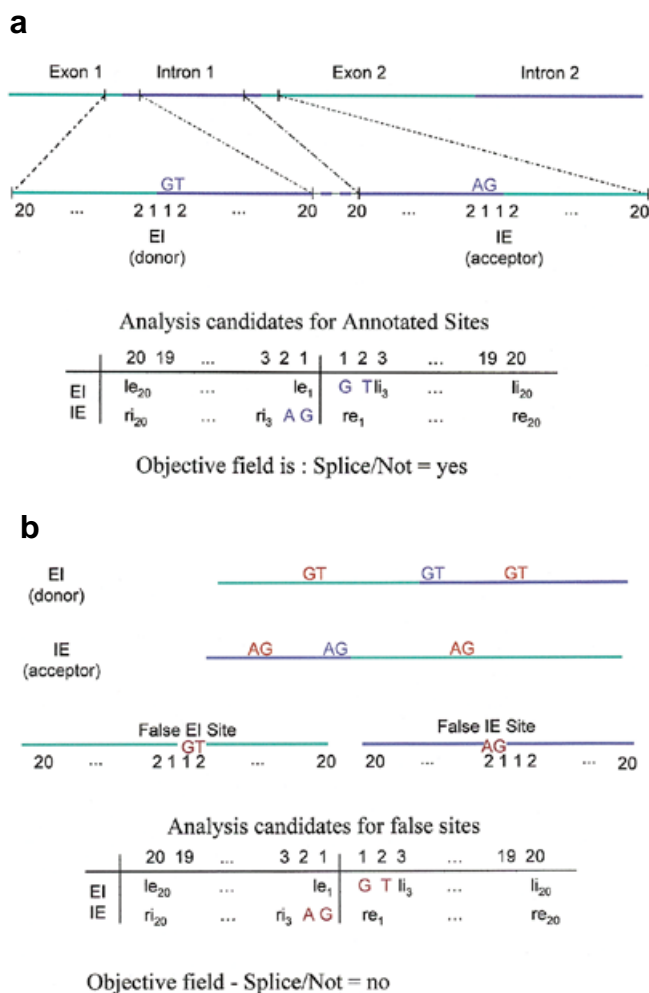 a
Exon 1 Intron 1 Exon 2 Intron 2
GT AG
20 ... 2 1 1 2 ... 20 20 ... 2 1 1 2 ... 20
EI IE
(donor) (acceptor)
Analysis candidates for Annotated Sites
20 19 ... 3 2 1 1 2 3 ... 19 20
EI le20 ... le1 G T li3 li20
IE ri20 ... ri3 A G re1 ... re20
Objective field is : Splice/Not = yes
b
EI GT GT GT
(donor)
IE AG AG AG
(acceptor)
False EI Site False IE Site
GT AG
20 ... 2 1 1 2 ... 20 20 ... 2 1 1 2 ... 20
Analysis candidates for false sites
20 19 ... 3 2 1 1 2 3 ... 19 20
EI le20 ... le1 G T li3 ... li20
IE ri20 ... ri3 A G re1 ... re20
Objective field - Splice/Not = no